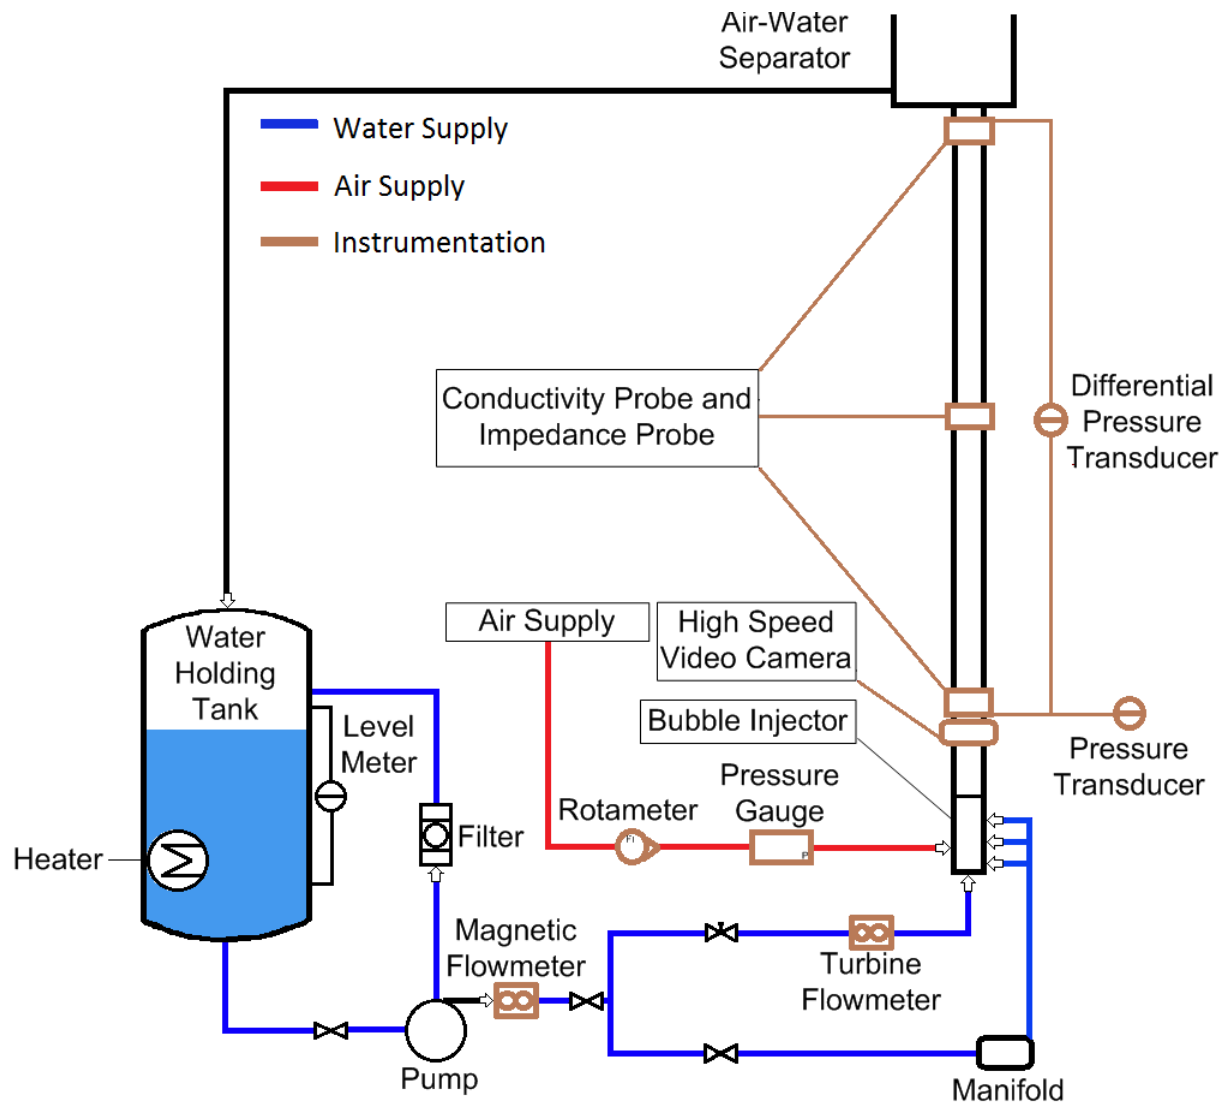 Air-Water
Separator
Water Supply
Air Supply
Instrumentation
Conductivity Probe and
Impedance Probe
Differential
Pressure
Transducer
Water
Holding
Tank
Air Supply
High Speed
Video Camera
Bubble Injector
Level
Meter
Pressure
Transducer
Pressure
Gauge
Rotameter
FI
P
Filter
Heater
Magnetic
Flowmeter
Turbine
Flowmeter
Pump
Manifold